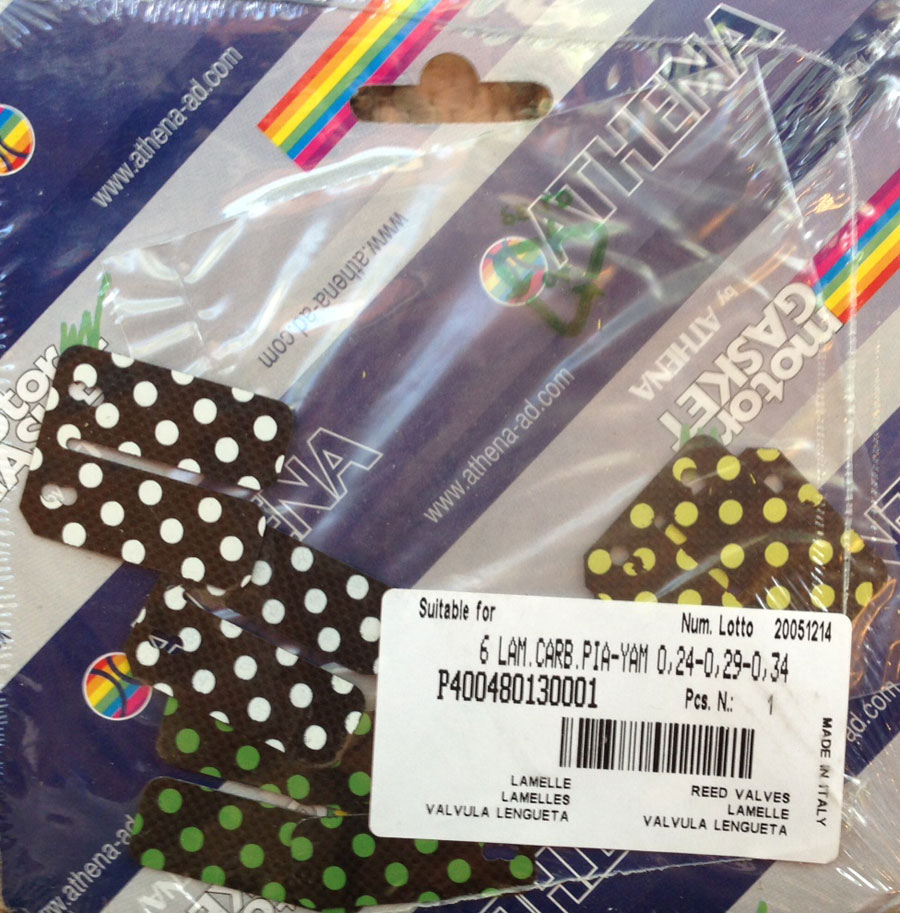 www.athena-ad.com
ATHENA
www.athena-ad.com
motor
GASKET
by ATHENA
www.athena-ad.com
Suitable for
Num. Lotto 20051214
6 LAM.CARB.PIA-YAM 0,24-0,29-0,34
P400480130001
Pcs. N.: 1
MADE IN ITALY
LAMELLE
LAMELLES
VALVULA LENGUETA
REED VALVES
LAMELLE
VALVULA LENGUETA
www.athena-ad
ad.com